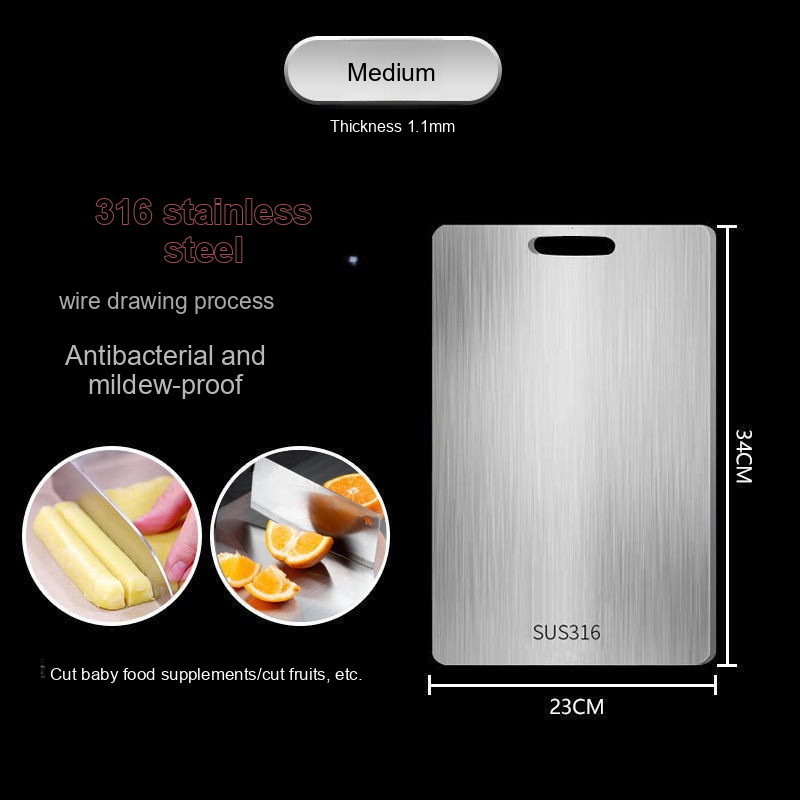 Medium
Thickness 1.1mm
316 stainless
steel
wire drawing process
Antibacterial and
mildew-proof
Cut baby food supplements/cut fruits, etc.
34CM
SUS316
23CM